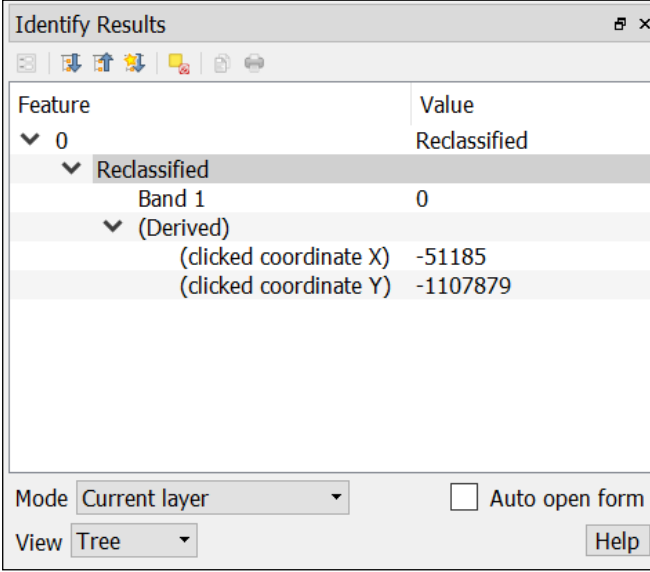 Identify Results
Feature Value
0 Reclassified
Reclassified
Band 1 0
(Derived)
(clicked coordinate X) -51185
(clicked coordinate Y) -1107879
Mode Current layer Auto open form
View Tree Help